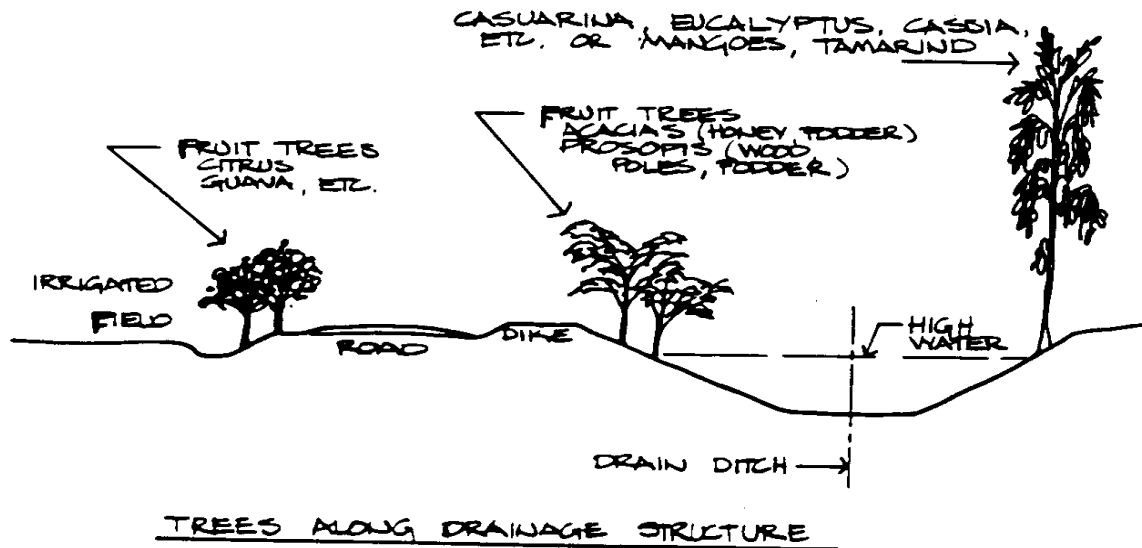 CASUARINA, EUCALYPTUS, CASSIA,
ETC. OR MANGOES, TAMARIND
FRUIT TREES
ACACIAS (HONEY, FODDER)
PROSOPIS (WOOD
POLES, FODDER)
FRUIT TREES
CITRUS
GUANA, ETC.
IRRIGATED
FIELD
ROAD
DIKE
HIGH
WATER
DRAIN DITCH
TREES ALONG DRAINAGE STRUCTURE